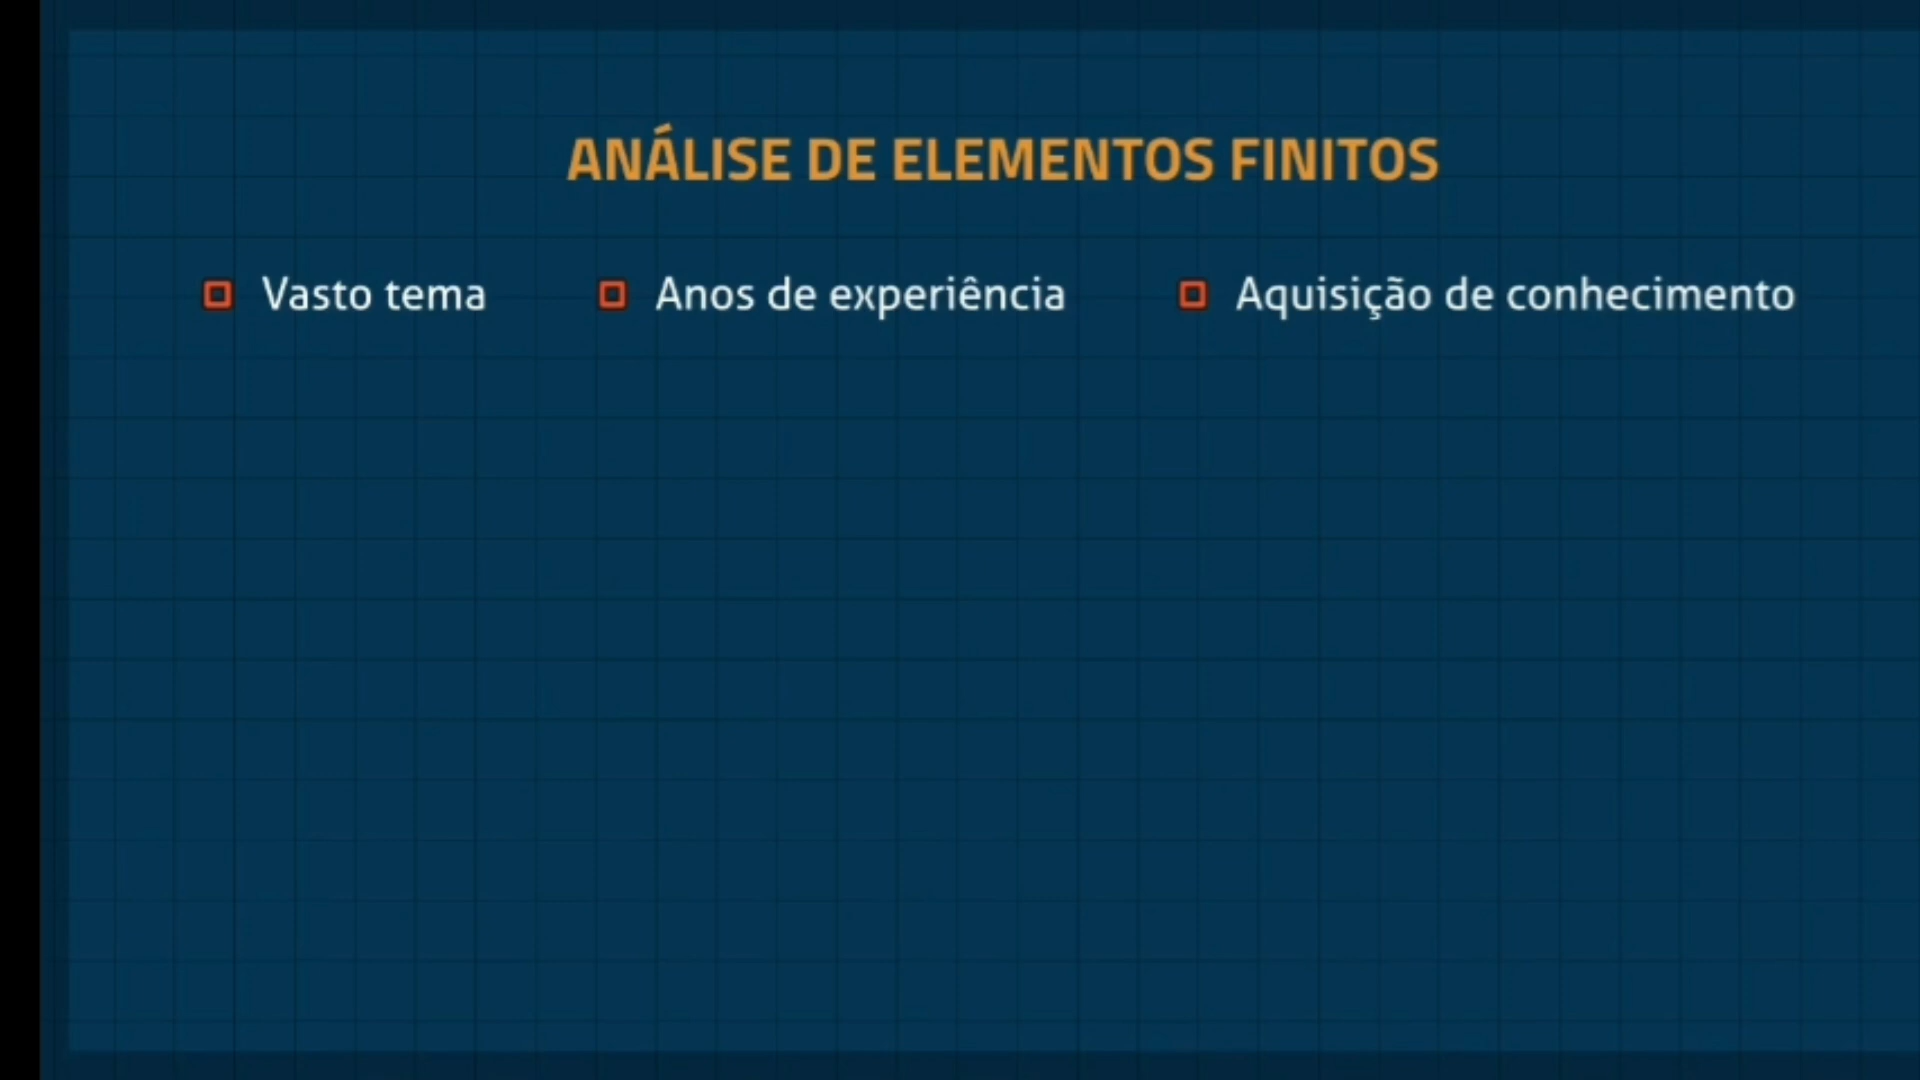 ANÁLISE DE ELEMENTOS FINITOS
Vasto tema Anos de experiência Aquisição de conhecimento